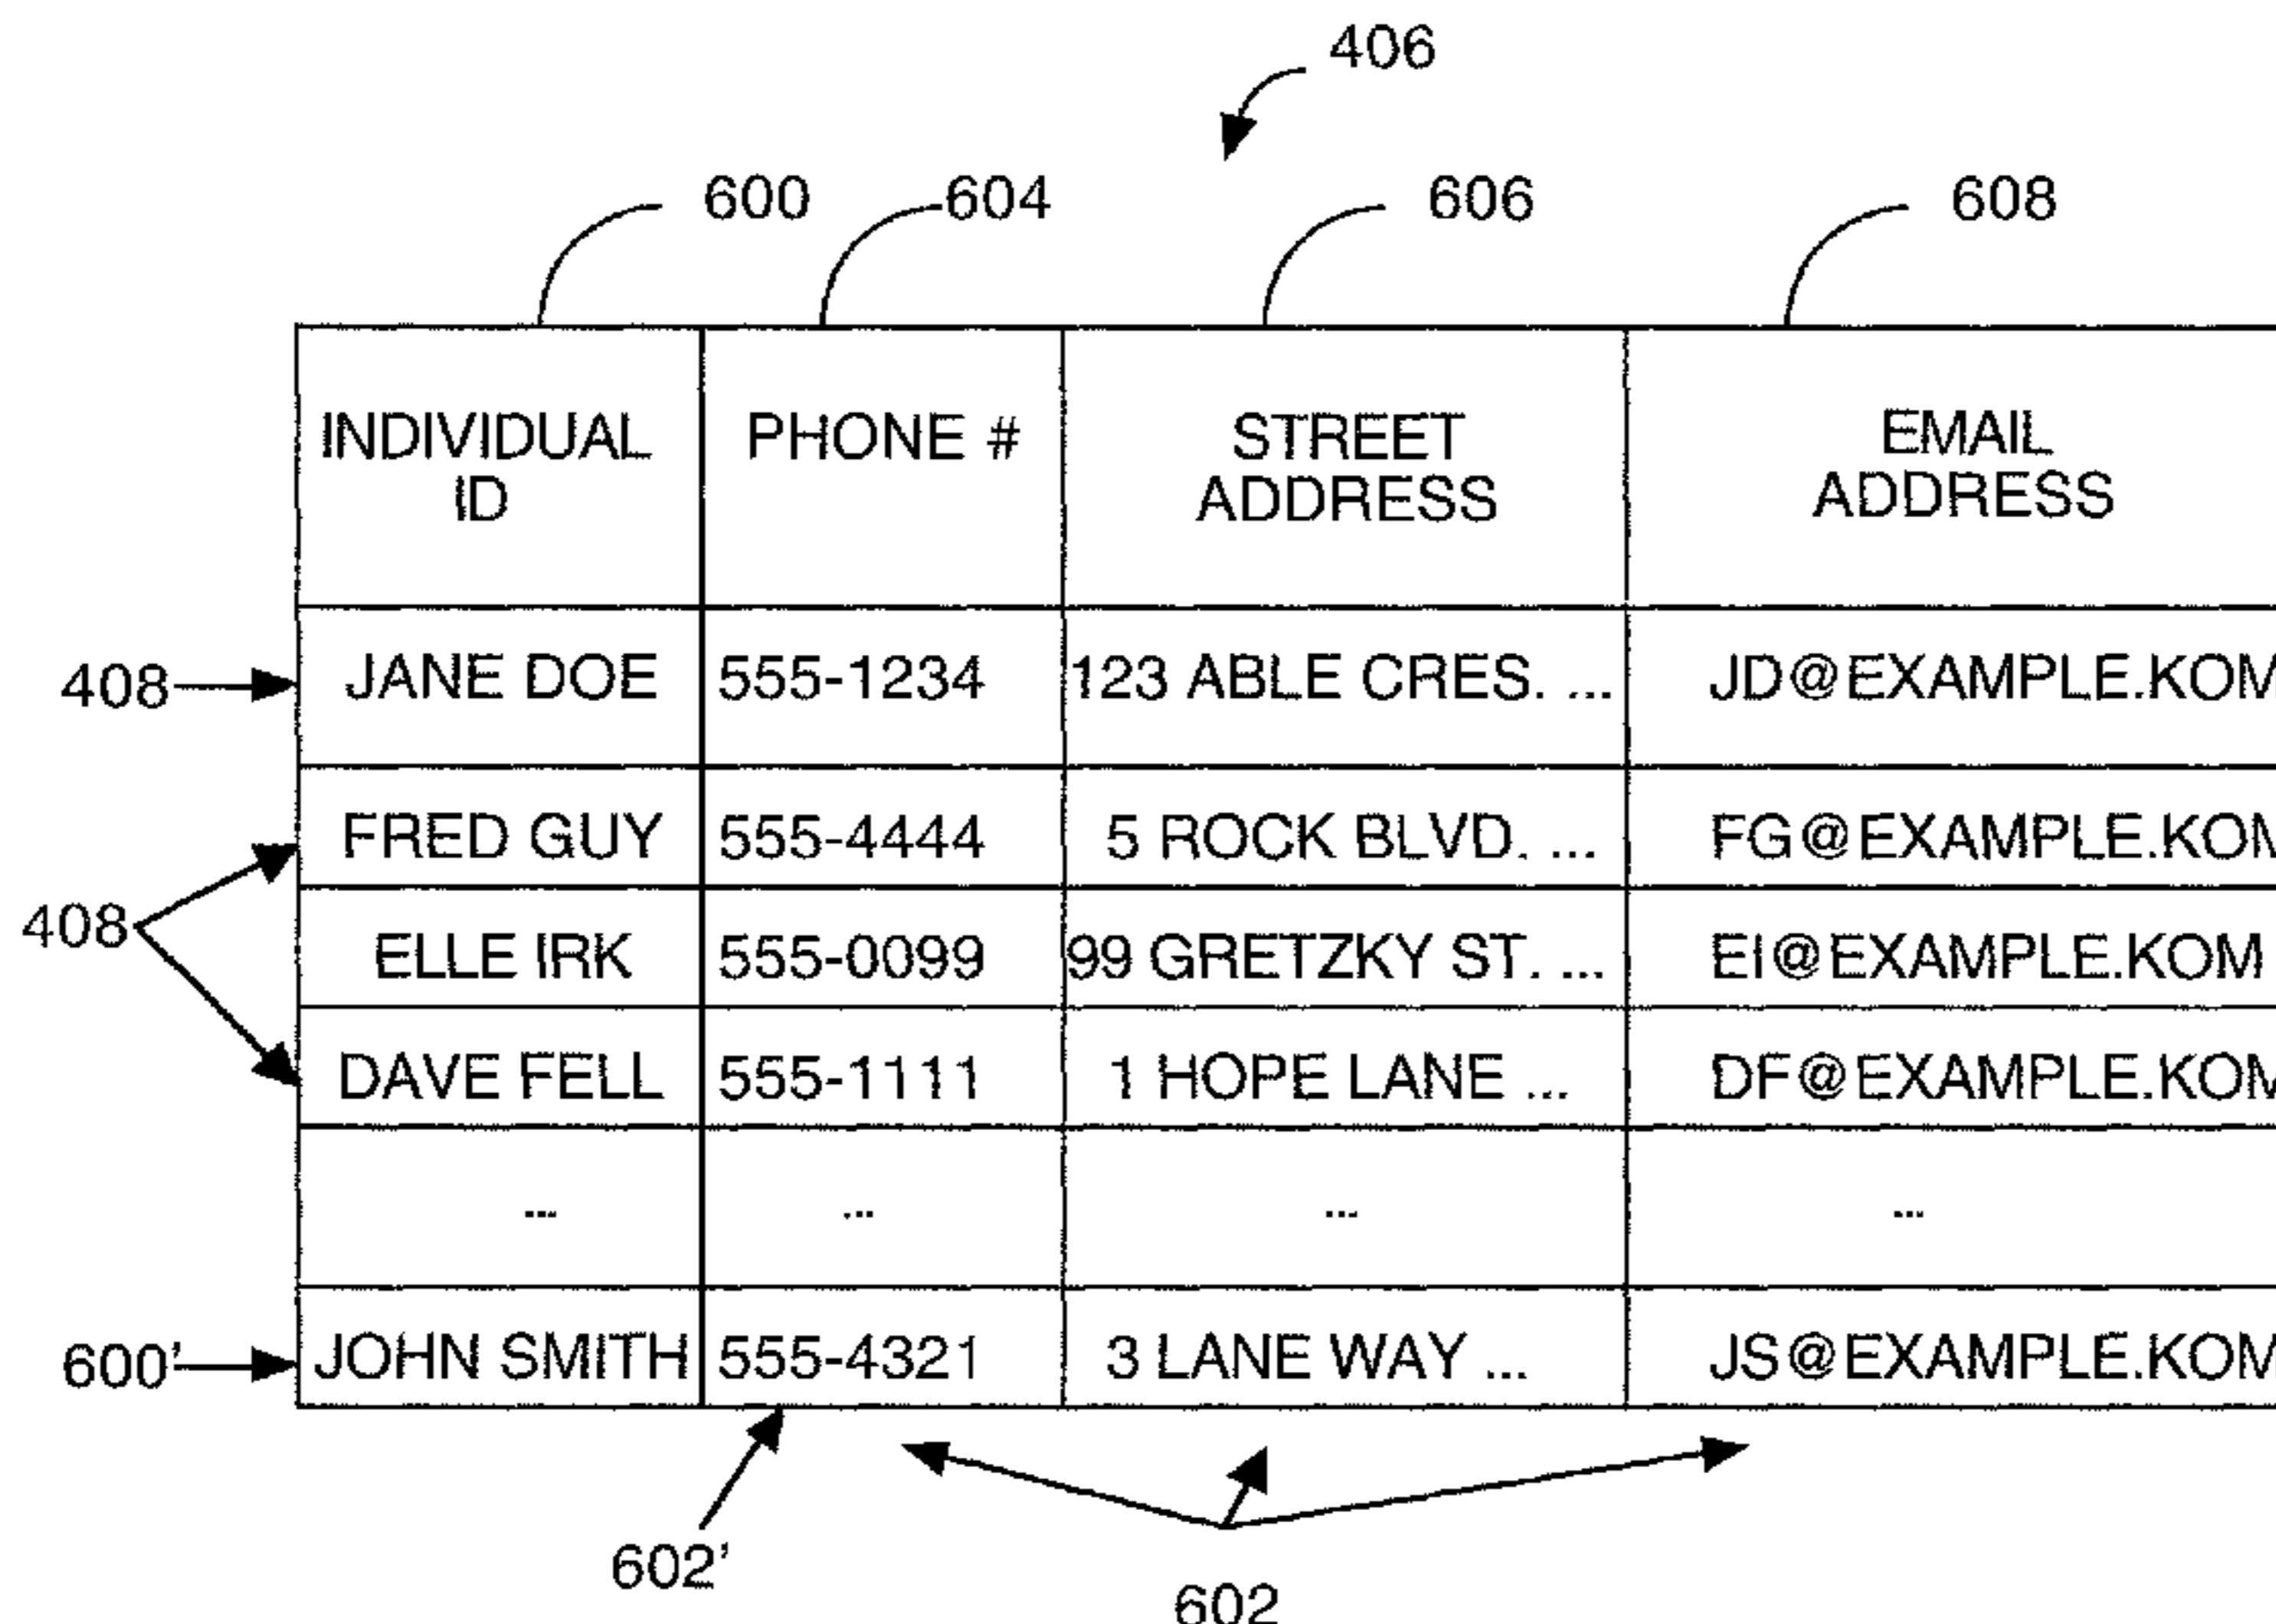 406
600 604 606 608
INDIVIDUAL ID PHONE # STREET ADDRESS EMAIL ADDRESS
408 JANE DOE 555-1234 123 ABLE CRES. ... JD@EXAMPLE.KOM
FRED GUY 555-4444 5 ROCK BLVD. ... FG@EXAMPLE.KOM
408 ELLE IRK 555-0099 99 GRETZKY ST. ... EI@EXAMPLE.KOM
DAVE FELL 555-1111 1 HOPE LANE ... DF@EXAMPLE.KOM
... ... ... ...
600' JOHN SMITH 555-4321 3 LANE WAY ... JS@EXAMPLE.KOM
602'
602